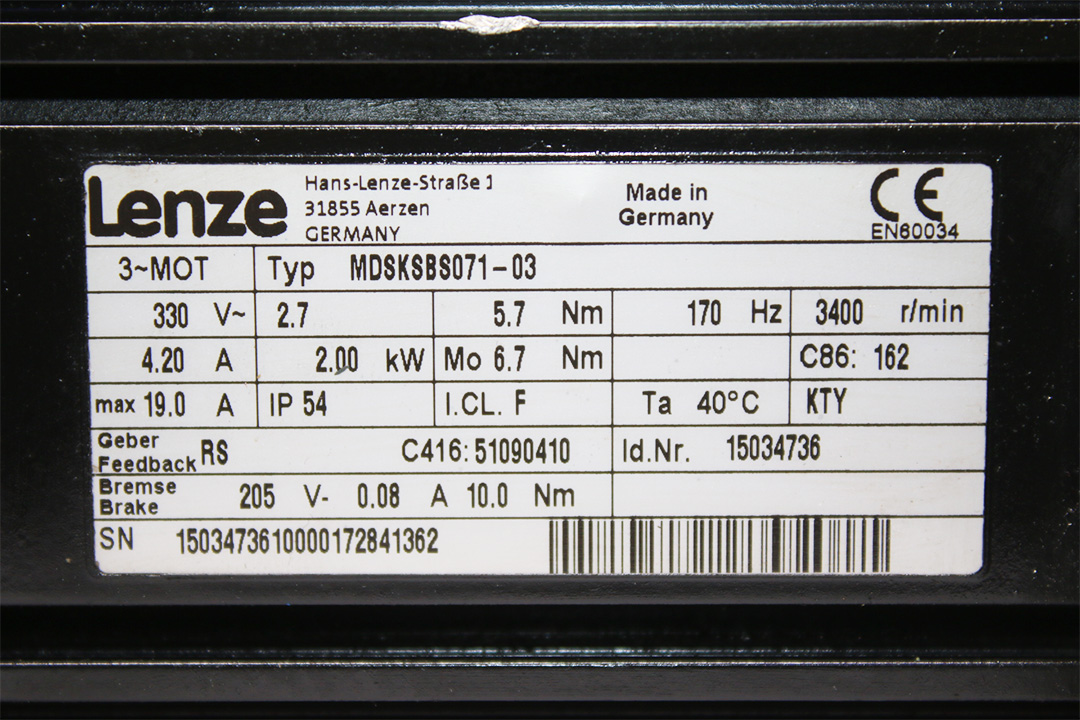 Lenze
Hans-Lenze-Straße 1
31855 Aerzen
GERMANY
Made in
Germany
CE
EN60034
3~MOT Typ MDSKSBS071-03
330 V~ 2.7 5.7 Nm 170 Hz 3400 r/min
4.20 A 2.00 kW Mo 6.7 Nm C86: 162
max 19.0 A IP 54 I.CL. F Ta 40°C KTY
Geber
Feedback RS C416: 51090410 Id.Nr. 15034736
Bremse
Brake 205 V- 0.08 A 10.0 Nm
SN 1503473610000172841362